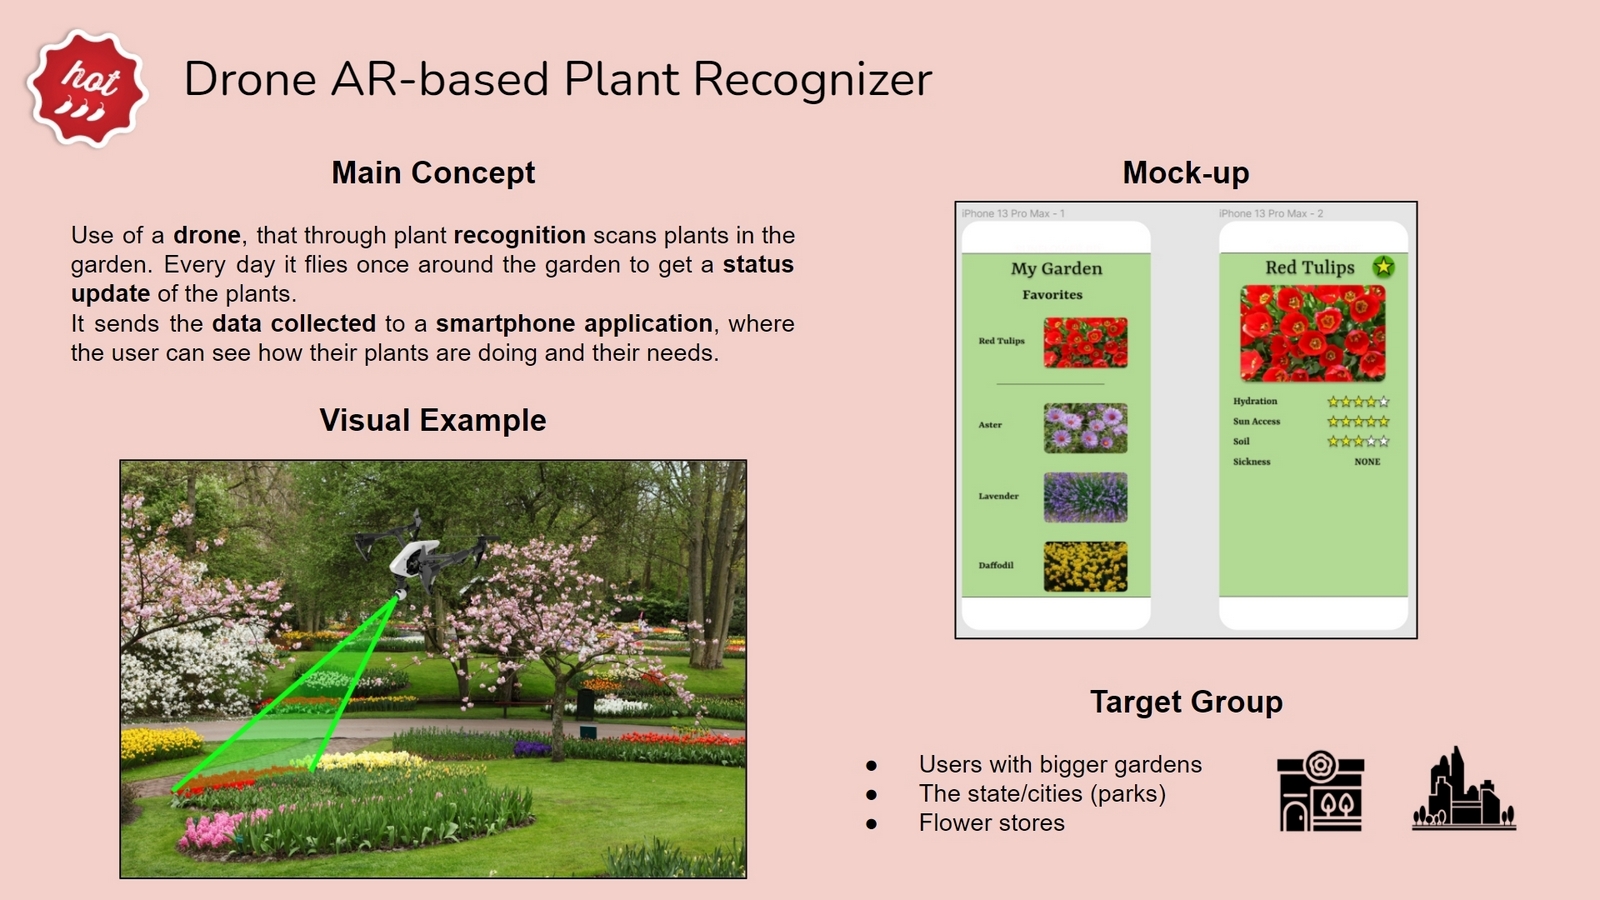 hot
Drone AR-based Plant Recognizer
Main Concept
Use of a drone, that through plant recognition scans plants in the
garden. Every day it flies once around the garden to get a status
update of the plants.
It sends the data collected to a smartphone application, where
the user can see how their plants are doing and their needs.
Visual Example
Mock-up
iPhone 13 Pro Max - 1
My Garden
Favorites
Red Tulips
Aster
Lavender
Daffodil
iPhone 13 Pro Max - 2
Red Tulips
Hydration
Sun Access
Soil
Sickness NONE
Target Group
● Users with bigger gardens
● The state/cities (parks)
● Flower stores